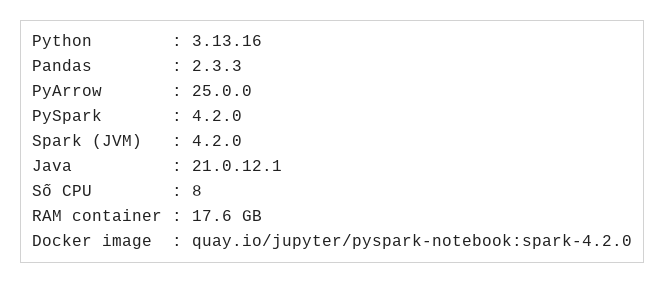 Python        : 3.13.16
Pandas        : 2.3.3
PyArrow       : 25.0.0
PySpark       : 4.2.0
Spark (JVM)   : 4.2.0
Java          : 21.0.12.1
Số CPU        : 8
RAM container : 17.6 GB
Docker image  : quay.io/jupyter/pyspark-notebook:spark-4.2.0